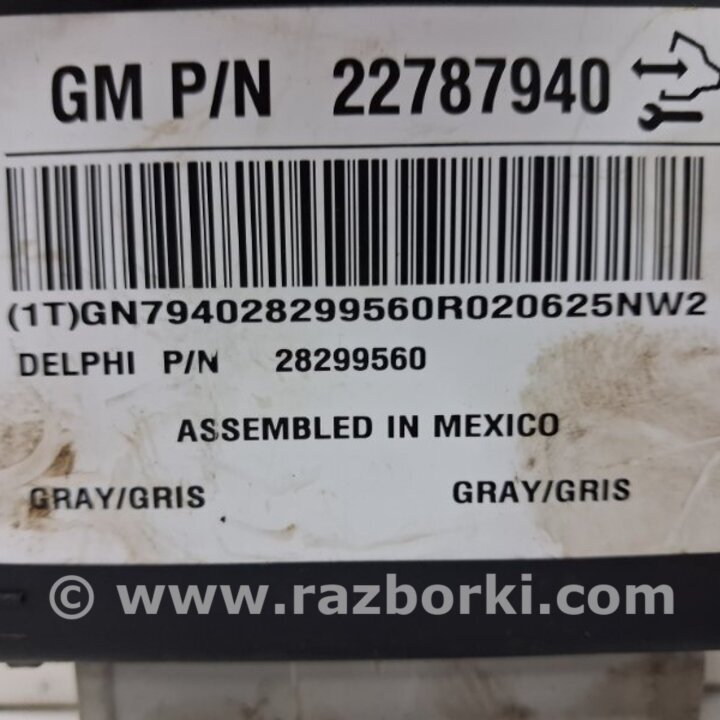 GM P/N 22787940
(1T)GN794028299560R020625NW2
DELPHI P/N 28299560
ASSEMBLED IN MEXICO
GRAY/GRIS GRAY/GRIS
© www.razborki.com